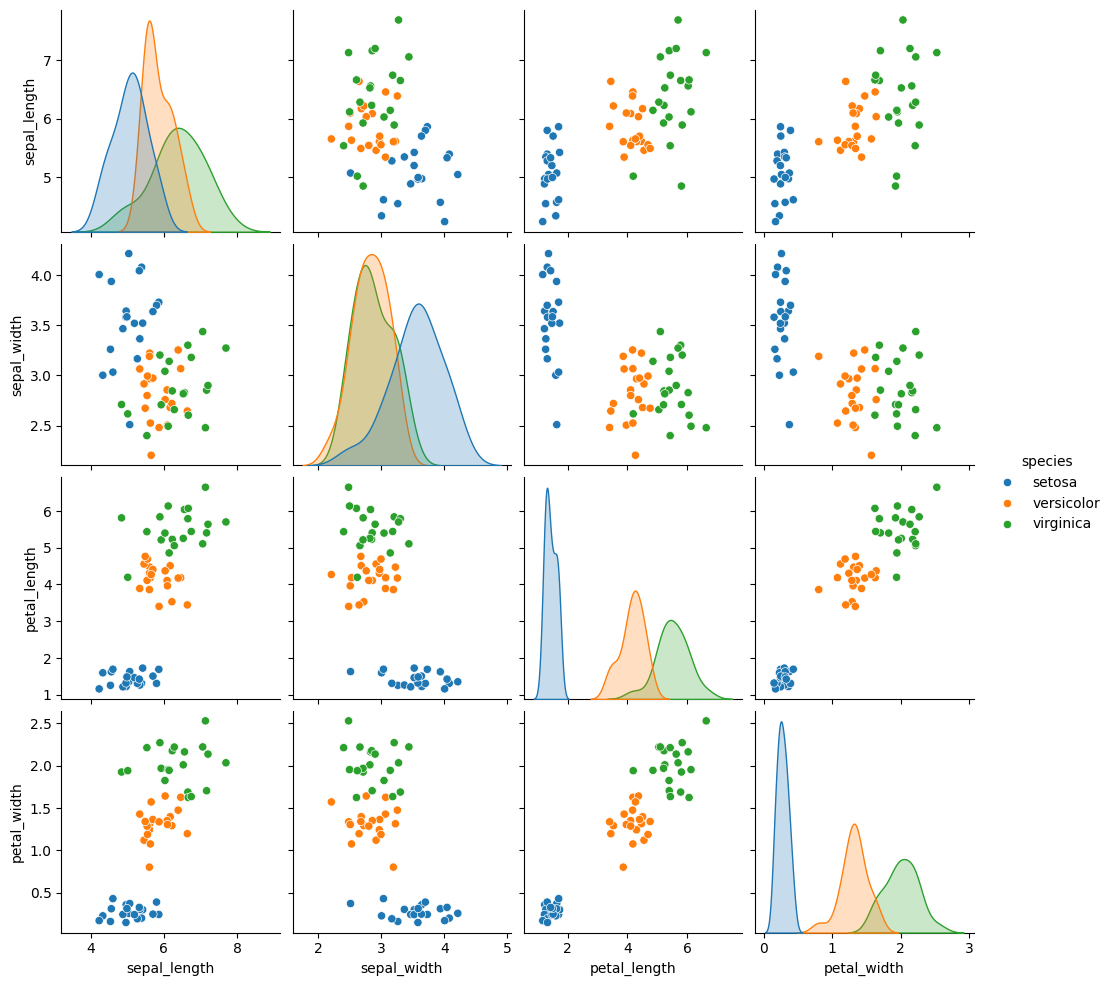 sepal_length
7
6
5
sepal_width
4.0
3.5
3.0
2.5
species
setosa
versicolor
virginica
petal_length
6
5
4
3
2
1
petal_width
2.5
2.0
1.5
1.0
0.5
4 6 8
2 3 4 5
2 4 6
0 1 2 3
sepal_length
sepal_width
petal_length
petal_width